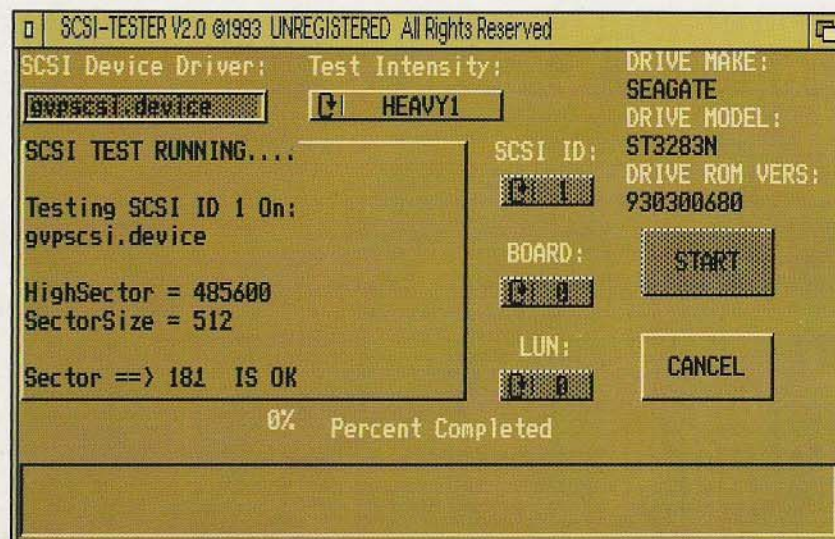 SCSI-TESTER V2.0 ©1993 UNREGISTERED All Rights Reserved
SCSI Device Driver:
gvpscsi.device
Test Intensity:
HEAVY1
DRIVE MAKE:
SEAGATE
DRIVE MODEL:
ST3283N
DRIVE ROM VERS:
930300680
SCSI TEST RUNNING....
Testing SCSI ID 1 On:
gvpscsi.device
HighSector = 485600
SectorSize = 512
Sector ==> 181 IS OK
SCSI ID:
1
BOARD:
0
LUN:
0
START
CANCEL
0% Percent Completed